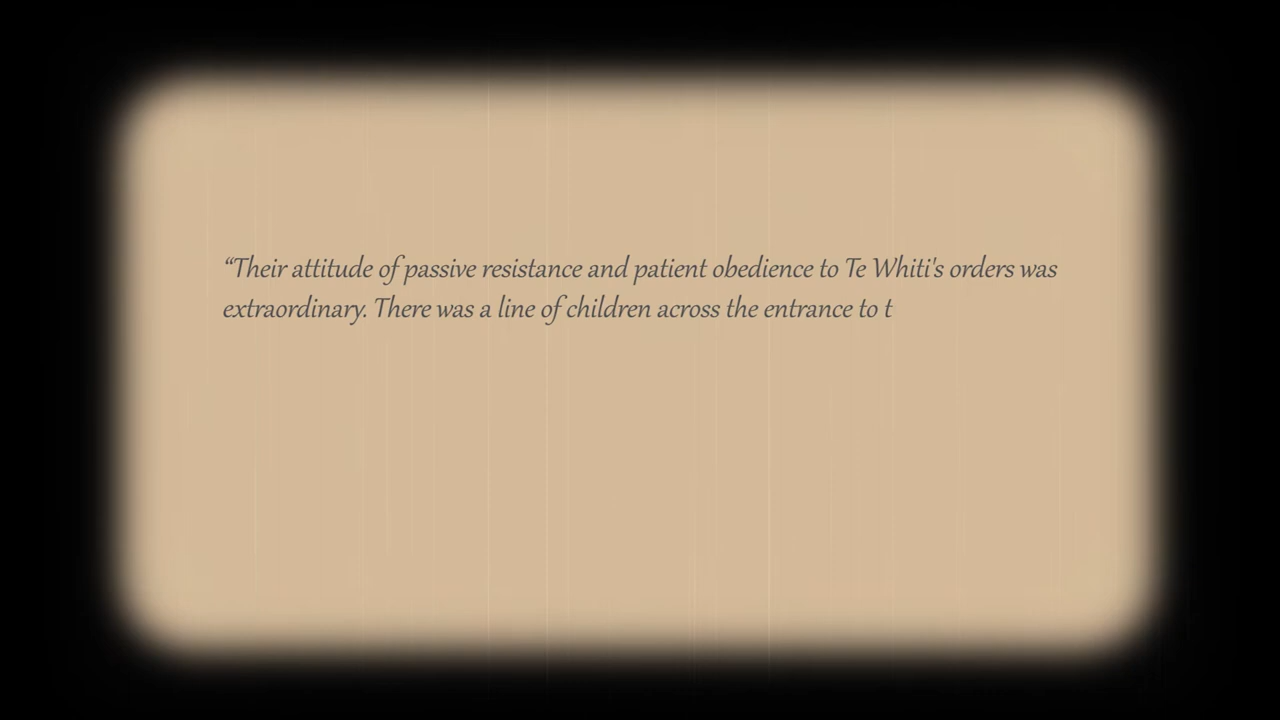 “Their attitude of passive resistance and patient obedience to Te Whiti's orders was
extraordinary. There was a line of children across the entrance to t